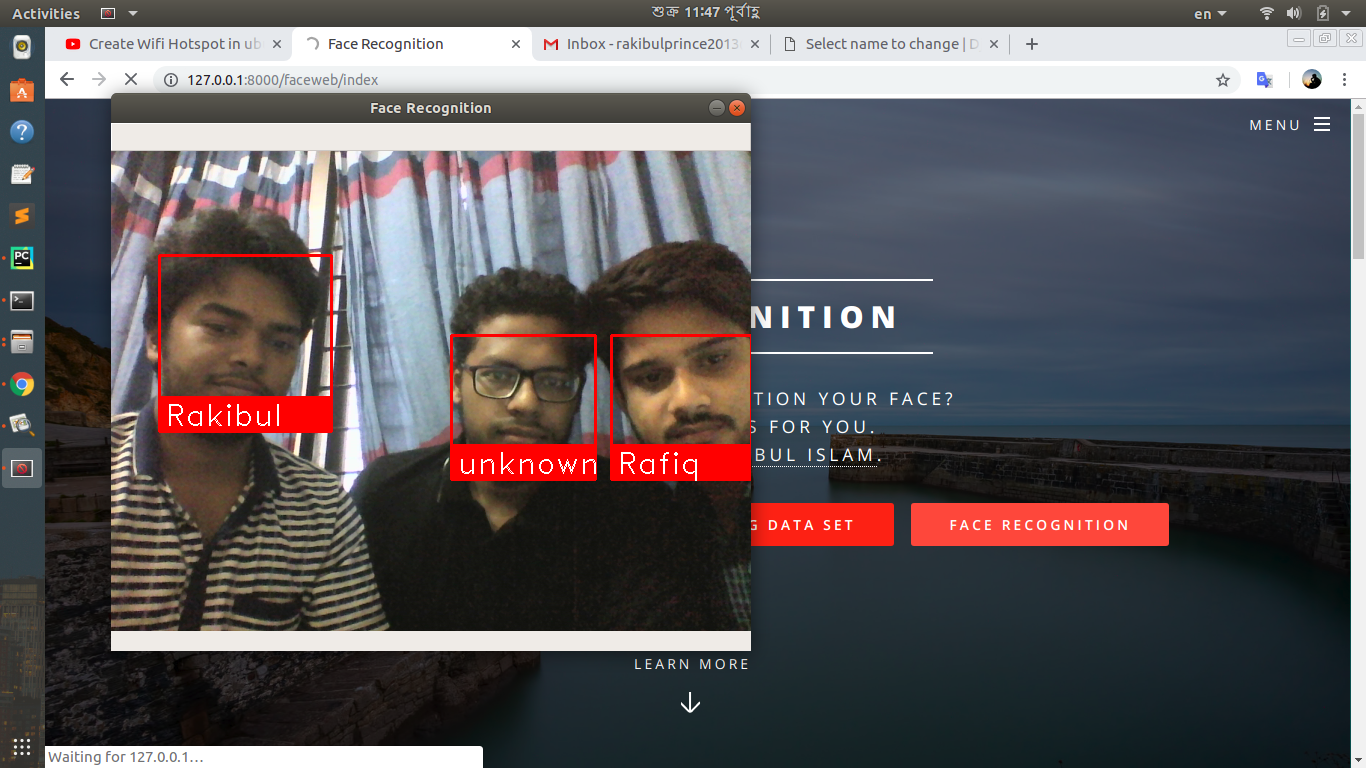 Activities
শুক্র 11:47 পূর্বাহ্ণ
en
Create Wifi Hotspot in ub
Face Recognition
Inbox - rakibulprince2013
Select name to change | D
127.0.0.1:8000/faceweb/index
Face Recognition
MENU
NITION
TION YOUR FACE?
S FOR YOU.
BUL ISLAM.
Rakibul
unknown
Rafiq
G DATA SET
FACE RECOGNITION
LEARN MORE
Waiting for 127.0.0.1…
PC